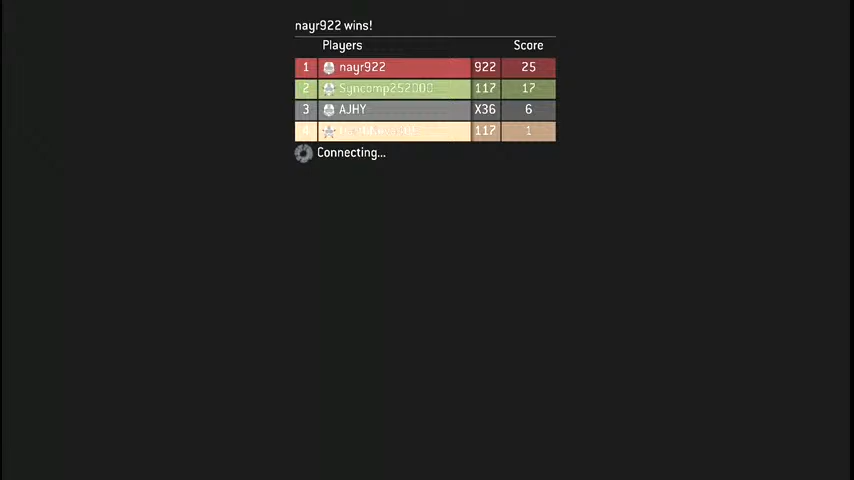 nayr922 wins!
Players Score
1 nayr922 922 25
2 Syncomp252000 117 17
3 AJHY X36 6
4 117 1
Connecting...